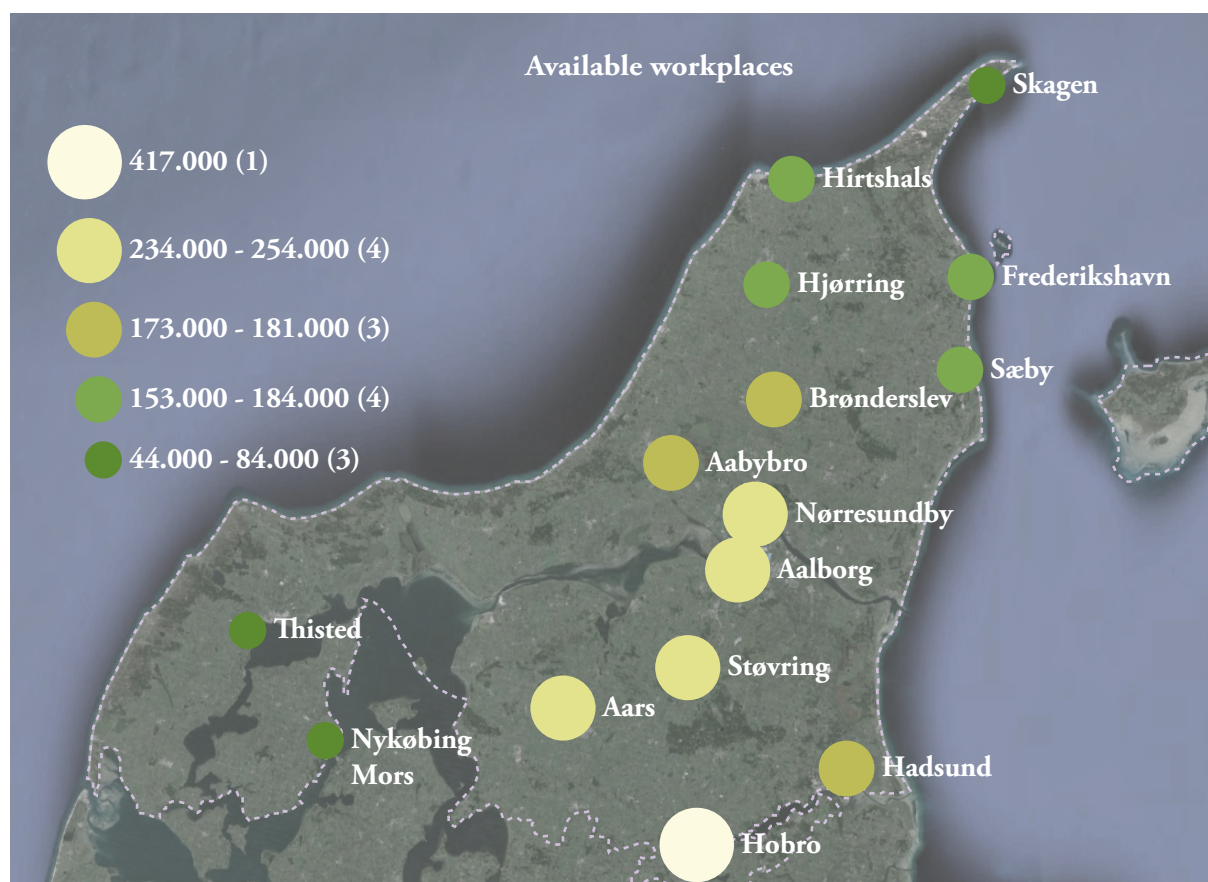 Available workplaces
417.000 (1)
234.000 - 254.000 (4)
173.000 - 181.000 (3)
153.000 - 184.000 (4)
44.000 - 84.000 (3)
Skagen
Hirtshals
Frederikshavn
Hjørring
Sæby
Brønderslev
Aabybro
Nørresundby
Aalborg
Thisted
Støvring
Aars
Nykøbing
Mors
Hadsund
Hobro